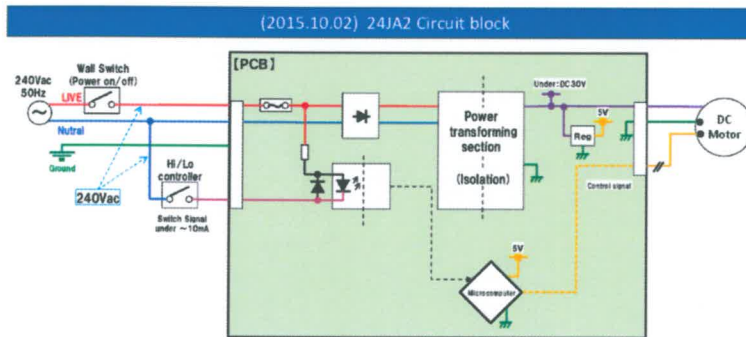 (2015.10.02) 24JA2 Circuit block
【PCB】
240Vac
50Hz
Wall Switch
(Power on/off)
LIVE
Nutral
Ground
240Vac
Hi/Lo
controller
Switch Signal
under ～10mA
Power
transforming
section
(Isolation)
Under:DC30V
5V
Reg
DC
Motor
Control signal
5V
Microcomputer